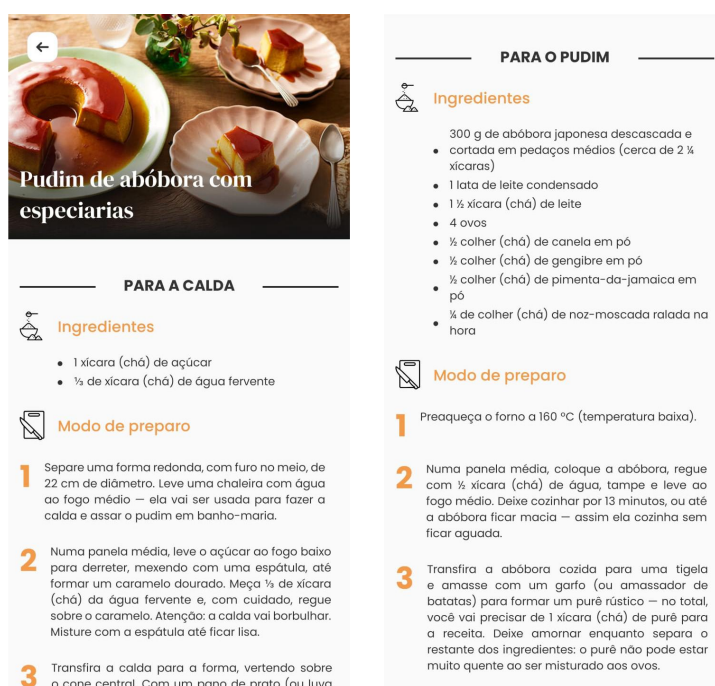 Pudim de abóbora com
especiarias
PARA A CALDA
Ingredientes
• 1 xícara (chá) de açúcar
• ⅓ de xícara (chá) de água fervente
Modo de preparo
1 Separe uma forma redonda, com furo no meio, de
22 cm de diâmetro. Leve uma chaleira com água
ao fogo médio — ela vai ser usada para fazer a
calda e assar o pudim em banho-maria.
2 Numa panela média, leve o açúcar ao fogo baixo
para derreter, mexendo com uma espátula, até
formar um caramelo dourado. Meça ⅓ de xícara
(chá) da água fervente e, com cuidado, regue
sobre o caramelo. Atenção: a calda vai borbulhar.
Misture com a espátula até ficar lisa.
3 Transfira a calda para a forma, vertendo sobre
o cone central. Com um pano de prato (ou luva
PARA O PUDIM
Ingredientes
300 g de abóbora japonesa descascada e
• cortada em pedaços médios (cerca de 2 ¼
xícaras)
• 1 lata de leite condensado
• 1 ½ xícara (chá) de leite
• 4 ovos
• ½ colher (chá) de canela em pó
• ½ colher (chá) de gengibre em pó
• ½ colher (chá) de pimenta-da-jamaica em
pó
• ¼ de colher (chá) de noz-moscada ralada na
hora
Modo de preparo
1 Preaqueça o forno a 160 ºC (temperatura baixa).
2 Numa panela média, coloque a abóbora, regue
com ½ xícara (chá) de água, tampe e leve ao
fogo médio. Deixe cozinhar por 13 minutos, ou até
a abóbora ficar macia — assim ela cozinha sem
ficar aguada.
3 Transfira a abóbora cozida para uma tigela
e amasse com um garfo (ou amassador de
batatas) para formar um purê rústico — no total,
você vai precisar de 1 xícara (chá) de purê para
a receita. Deixe amornar enquanto separa o
restante dos ingredientes: o purê não pode estar
muito quente ao ser misturado aos ovos.